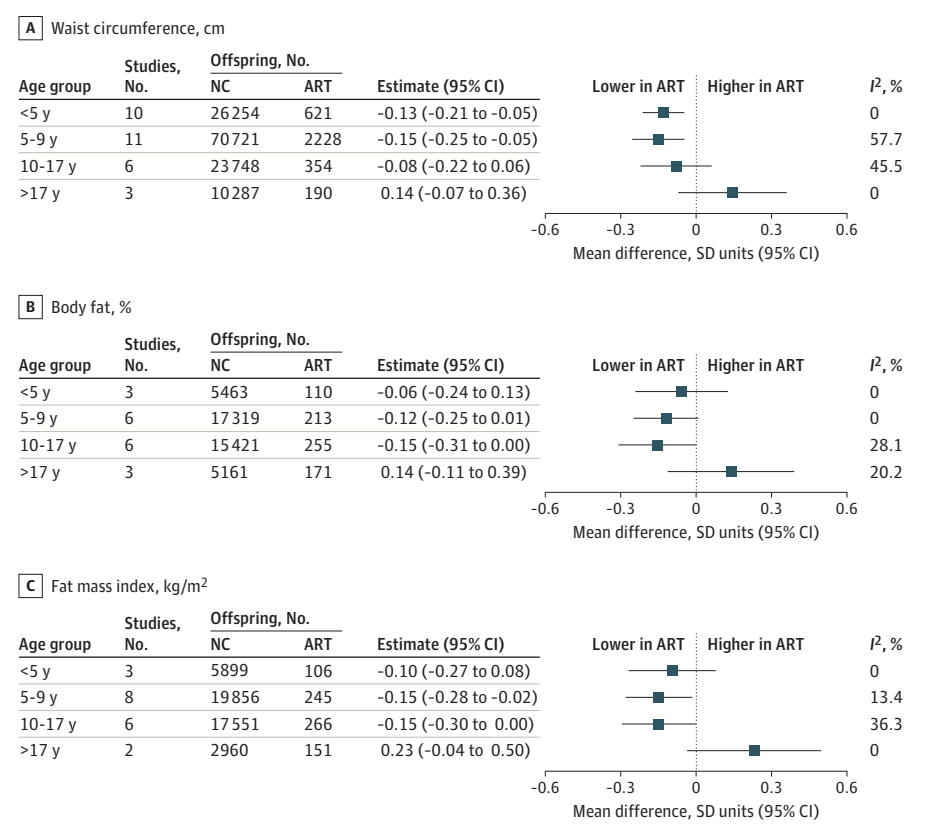 A Waist circumference, cm
Studies, Offspring, No.
Age group No. NC ART Estimate (95% CI) Lower in ART Higher in ART I², %
<5 y 10 26254 621 -0.13 (-0.21 to -0.05) 0
5-9 y 11 70721 2228 -0.15 (-0.25 to -0.05) 57.7
10-17 y 6 23748 354 -0.08 (-0.22 to 0.06) 45.5
>17 y 3 10287 190 0.14 (-0.07 to 0.36) 0
-0.6 -0.3 0 0.3 0.6
Mean difference, SD units (95% CI)
B Body fat, %
Studies, Offspring, No.
Age group No. NC ART Estimate (95% CI) Lower in ART Higher in ART I², %
<5 y 3 5463 110 -0.06 (-0.24 to 0.13) 0
5-9 y 6 17319 213 -0.12 (-0.25 to 0.01) 0
10-17 y 6 15421 255 -0.15 (-0.31 to 0.00) 28.1
>17 y 3 5161 171 0.14 (-0.11 to 0.39) 20.2
-0.6 -0.3 0 0.3 0.6
Mean difference, SD units (95% CI)
C Fat mass index, kg/m²
Studies, Offspring, No.
Age group No. NC ART Estimate (95% CI) Lower in ART Higher in ART I², %
<5 y 3 5899 106 -0.10 (-0.27 to 0.08) 0
5-9 y 8 19856 245 -0.15 (-0.28 to -0.02) 13.4
10-17 y 6 17551 266 -0.15 (-0.30 to 0.00) 36.3
>17 y 2 2960 151 0.23 (-0.04 to 0.50) 0
-0.6 -0.3 0 0.3 0.6
Mean difference, SD units (95% CI)